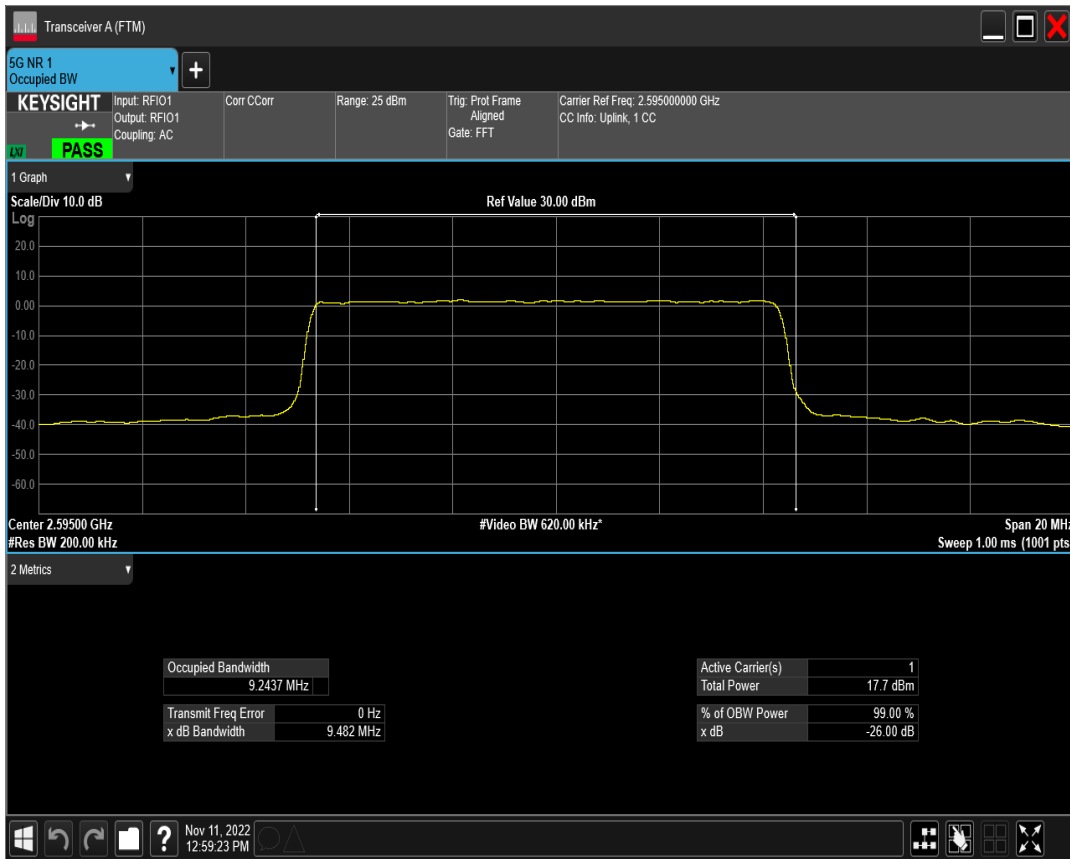 Transceiver A (FTM)
5G NR 1
Occupied BW
+
KEYSIGHT
LXI
PASS
Input: RFIO1
Output: RFIO1
Coupling: AC
Corr CCorr
Range: 25 dBm
Trig: Prot Frame
Aligned
Gate: FFT
Carrier Ref Freq: 2.595000000 GHz
CC Info: Uplink, 1 CC
1 Graph
Scale/Div 10.0 dB
Ref Value 30.00 dBm
Log
20.0
10.0
0.00
-10.0
-20.0
-30.0
-40.0
-50.0
-60.0
Center 2.59500 GHz
#Video BW 620.00 kHz*
Span 20 MHz
#Res BW 200.00 kHz
Sweep 1.00 ms (1001 pts
2 Metrics
Occupied Bandwidth
9.2437 MHz
Transmit Freq Error 0 Hz
x dB Bandwidth 9.482 MHz
Active Carrier(s) 1
Total Power 17.7 dBm
% of OBW Power 99.00 %
x dB -26.00 dB
?
Nov 11, 2022
12:59:23 PM